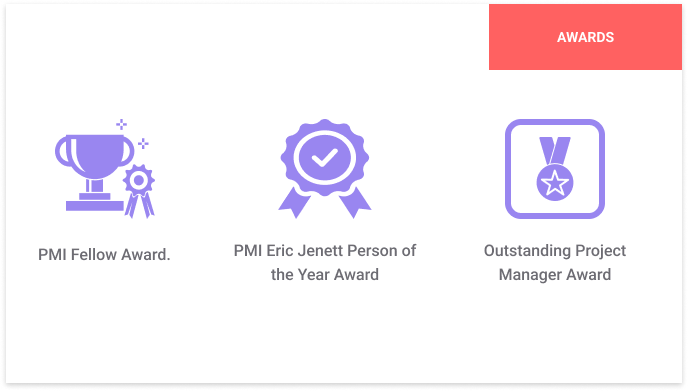 AWARDS
PMI Fellow Award.
PMI Eric Jenett Person of
the Year Award
Outstanding Project
Manager Award